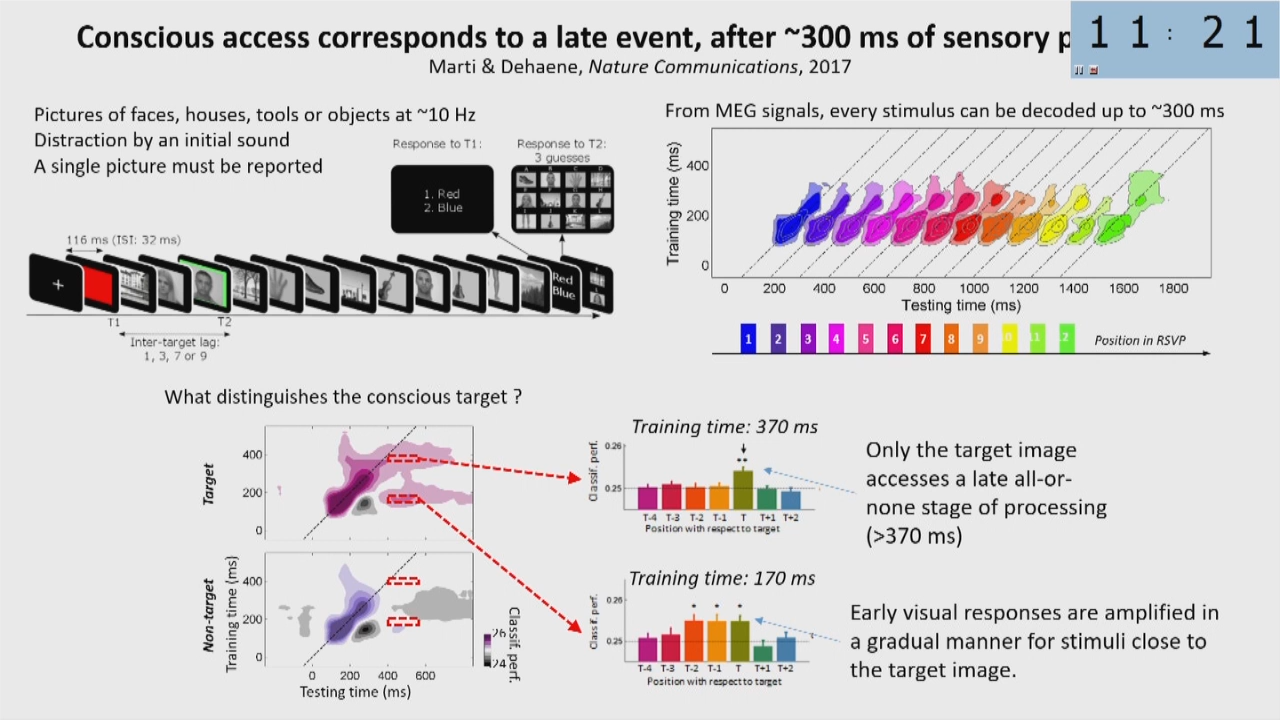 Conscious access corresponds to a late event, after ~300 ms of sensory p
11:21
Marti & Dehaene, Nature Communications, 2017
Pictures of faces, houses, tools or objects at ~10 Hz
Distraction by an initial sound
A single picture must be reported
Response to T1:
1. Red
2. Blue
Response to T2:
3 guesses
116 ms (ISI: 32 ms)
Red
Blue
T1
T2
Inter-target lag:
1, 3, 7 or 9
From MEG signals, every stimulus can be decoded up to ~300 ms
Training time (ms)
400
200
0
0 200 400 600 800 1000 1200 1400 1600 1800
Testing time (ms)
1 2 3 4 5 6 7 8 9
Position in RSVP
What distinguishes the conscious target ?
Target
400
200
0
Non-target
Training time (ms)
400
200
0
0 200 400 600
Testing time (ms)
Classif. perf.
Training time: 370 ms
Classif. perf.
0.26
0.25
**
T-4 T-3 T-2 T-1 T T+1 T+2
Position with respect to target
Only the target image
accesses a late all-or-
none stage of processing
(>370 ms)
Training time: 170 ms
Classif. perf.
0.26
0.25
* * *
T-4 T-3 T-2 T-1 T T+1 T+2
Position with respect to target
Early visual responses are amplified in
a gradual manner for stimuli close to
the target image.